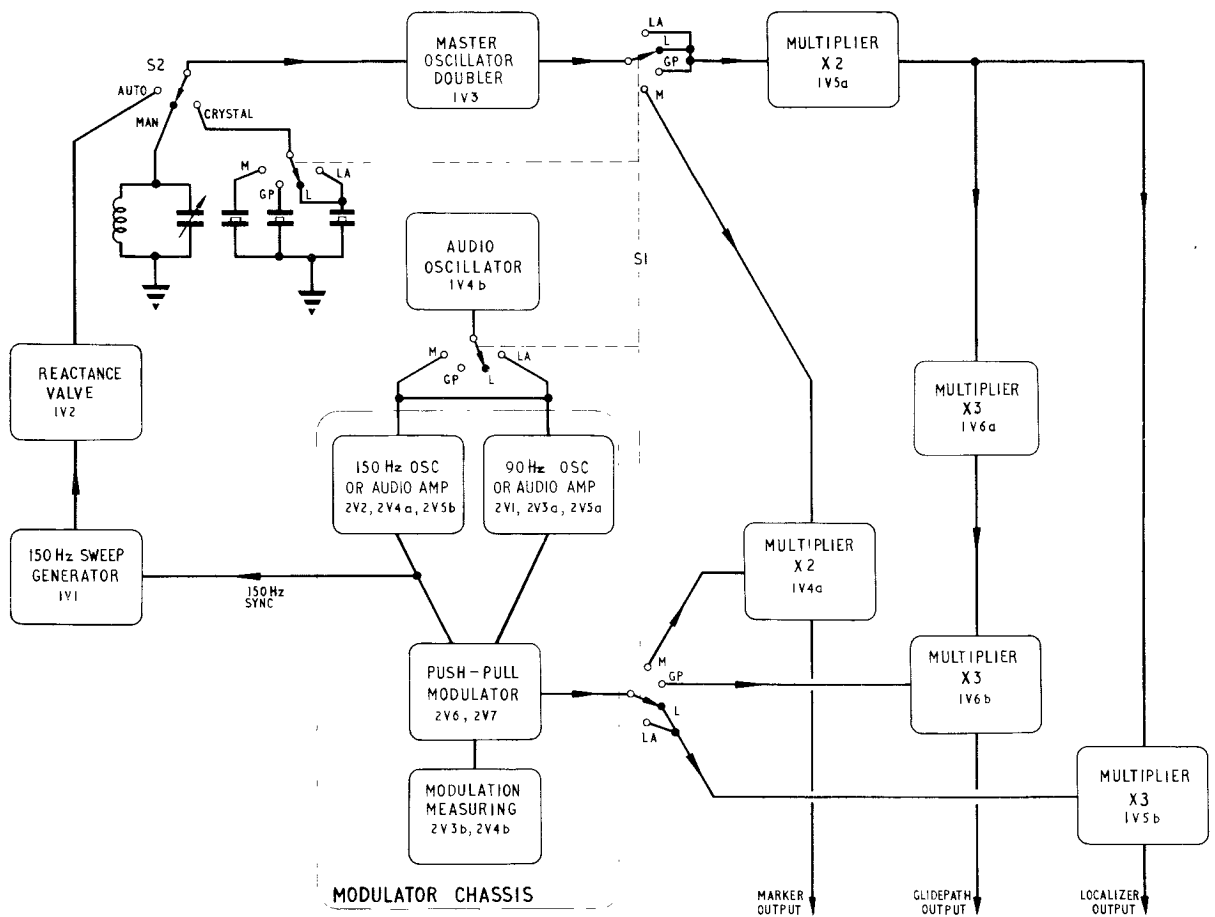 LA
L
GP
M
MASTER
OSCILLATOR
DOUBLER
1V3
MULTIPLIER
X2
1V5a
S2
AUTO
MAN
CRYSTAL
M
GP
L
LA
AUDIO
OSCILLATOR
1V4b
S1
M
GP
L
LA
REACTANCE
VALVE
1V2
MULTIPLIER
X3
1V6a
150 Hz OSC
OR AUDIO AMP
2V2, 2V4a, 2V5b
90 Hz OSC
OR AUDIO AMP
2V1, 2V3a, 2V5a
150 Hz SWEEP
GENERATOR
1V1
150 Hz
SYNC
MULTIPLIER
X2
1V4a
PUSH-PULL
MODULATOR
2V6, 2V7
M
GP
L
LA
MULTIPLIER
X3
1V6b
MODULATION
MEASURING
2V3b, 2V4b
MULTIPLIER
X3
1V5b
MODULATOR CHASSIS
MARKER
OUTPUT
GLIDEPATH
OUTPUT
LOCALIZER
OUTPUT